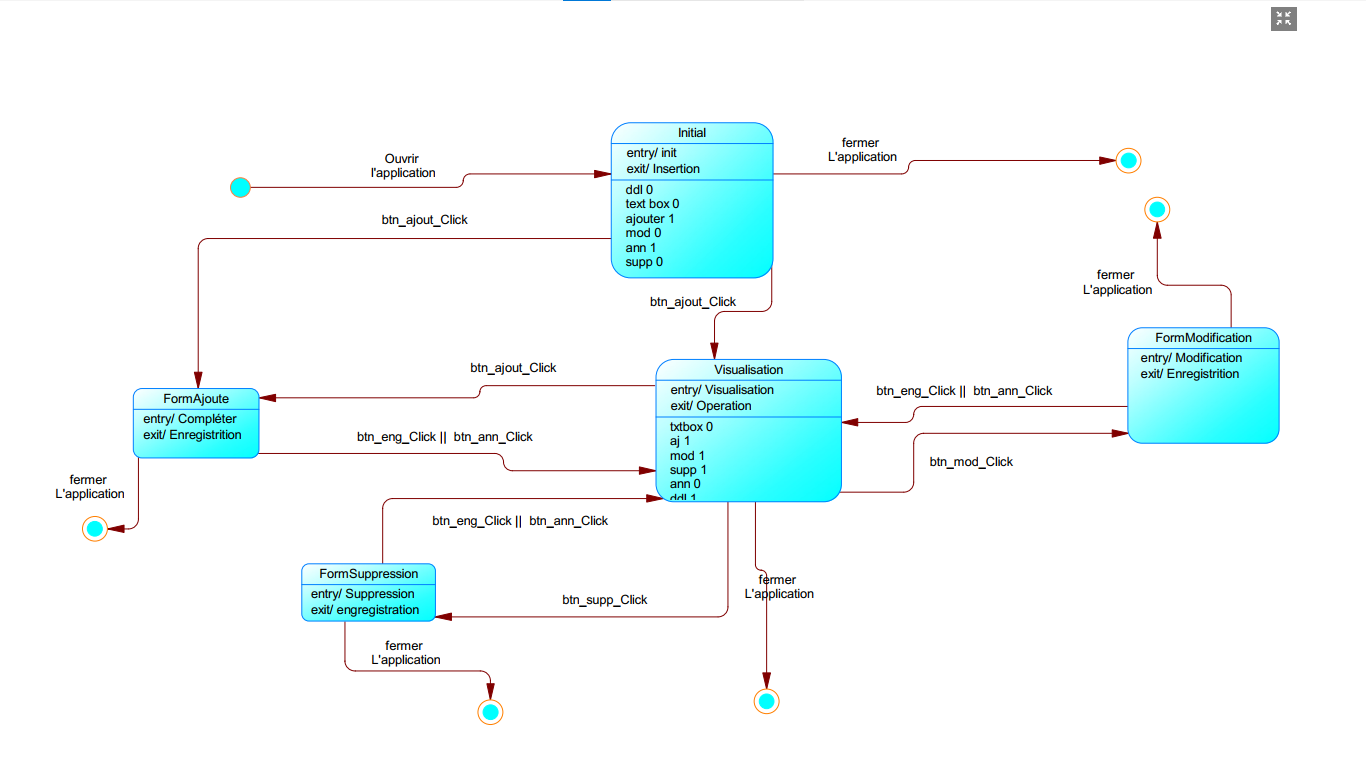 Initial
entry/ init
exit/ Insertion
ddl 0
text box 0
ajouter 1
mod 0
ann 1
supp 0
Ouvrir
l'application
fermer
L'application
btn_ajout_Click
btn_ajout_Click
fermer
L'application
FormModification
entry/ Modification
exit/ Enregistrition
Visualisation
entry/ Visualisation
exit/ Operation
txtbox 0
aj 1
mod 1
supp 1
ann 0
ddl 1
btn_ajout_Click
btn_eng_Click || btn_ann_Click
FormAjoute
entry/ Compléter
exit/ Enregistrition
btn_eng_Click || btn_ann_Click
btn_mod_Click
fermer
L'application
btn_eng_Click || btn_ann_Click
FormSuppression
entry/ Suppression
exit/ engregistration
btn_supp_Click
fermer
L'application
fermer
L'application